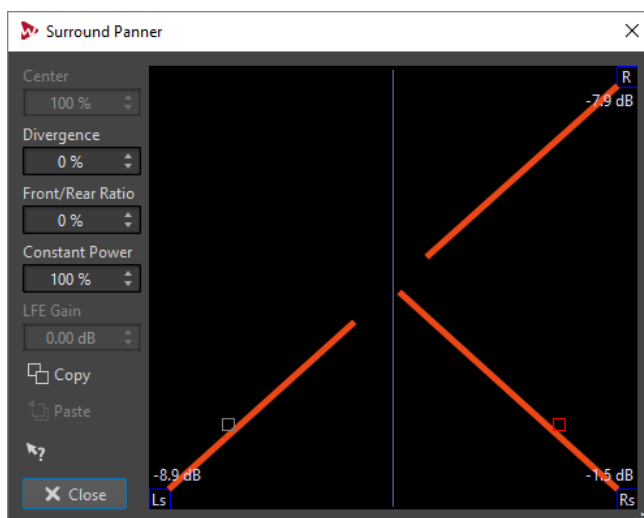 Surround Panner
Center
100 %
Divergence
0 %
Front/Rear Ratio
0 %
Constant Power
100 %
LFE Gain
0.00 dB
Copy
Paste
?
Close
R
-7.9 dB
-8.9 dB
Ls
-1.5 dB
Rs